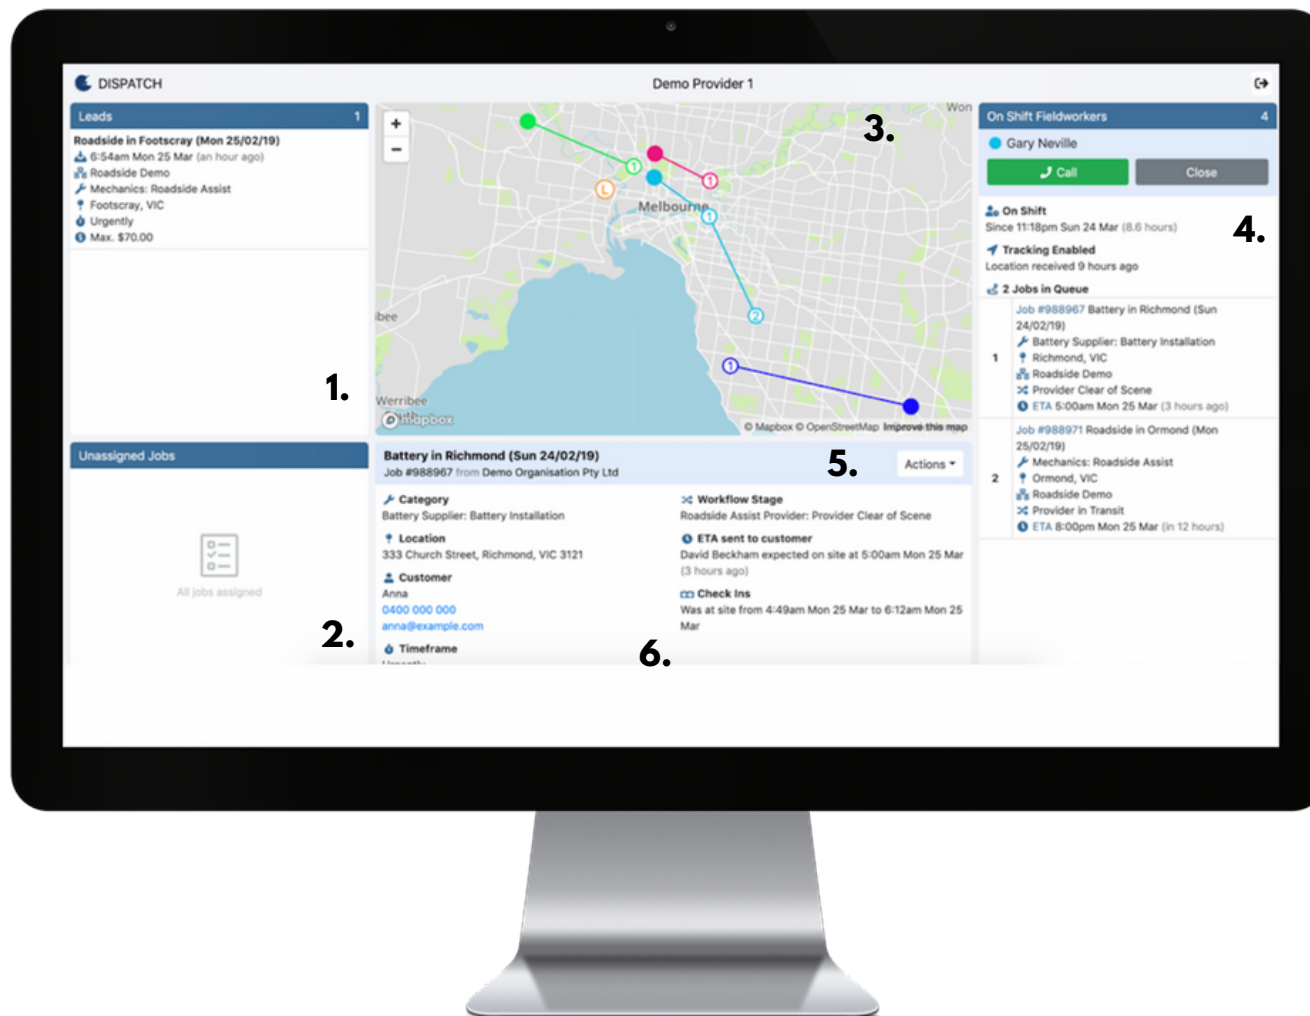 DISPATCH
Demo Provider 1
Leads 1
Roadside in Footscray (Mon 25/02/19)
6:54am Mon 25 Mar (an hour ago)
Roadside Demo
Mechanics: Roadside Assist
Footscray, VIC
Urgently
Max. $70.00
1.
Unassigned Jobs
All jobs assigned
2.
+
−
Won
3.
1
1
L
Melbourne
1
2
bee
1
Werribee
South
mapbox
© Mapbox © OpenStreetMap Improve this map
On Shift Fieldworkers 4
Gary Neville
Call Close
On Shift
Since 11:18pm Sun 24 Mar (8.6 hours)
4.
Tracking Enabled
Location received 9 hours ago
2 Jobs in Queue
Job #988967 Battery in Richmond (Sun
24/02/19)
Battery Supplier: Battery Installation
1 Richmond, VIC
Roadside Demo
Provider Clear of Scene
ETA 5:00am Mon 25 Mar (3 hours ago)
Job #988971 Roadside in Ormond (Mon
25/02/19)
Mechanics: Roadside Assist
2 Ormond, VIC
Roadside Demo
Provider in Transit
ETA 8:00pm Mon 25 Mar (in 12 hours)
Battery in Richmond (Sun 24/02/19)
Job #988967 from Demo Organisation Pty Ltd
5.
Actions
Category
Battery Supplier: Battery Installation
Location
333 Church Street, Richmond, VIC 3121
Customer
Anna
0400 000 000
anna@example.com
Timeframe
Urgently
Workflow Stage
Roadside Assist Provider: Provider Clear of Scene
ETA sent to customer
David Beckham expected on site at 5:00am Mon 25 Mar
(3 hours ago)
Check Ins
Was at site from 4:49am Mon 25 Mar to 6:12am Mon 25
Mar
6.